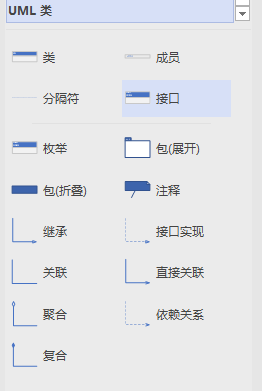 UML 类
类
成员
分隔符
接口
枚举
包(展开)
包(折叠)
注释
继承
接口实现
关联
直接关联
聚合
依赖关系
复合